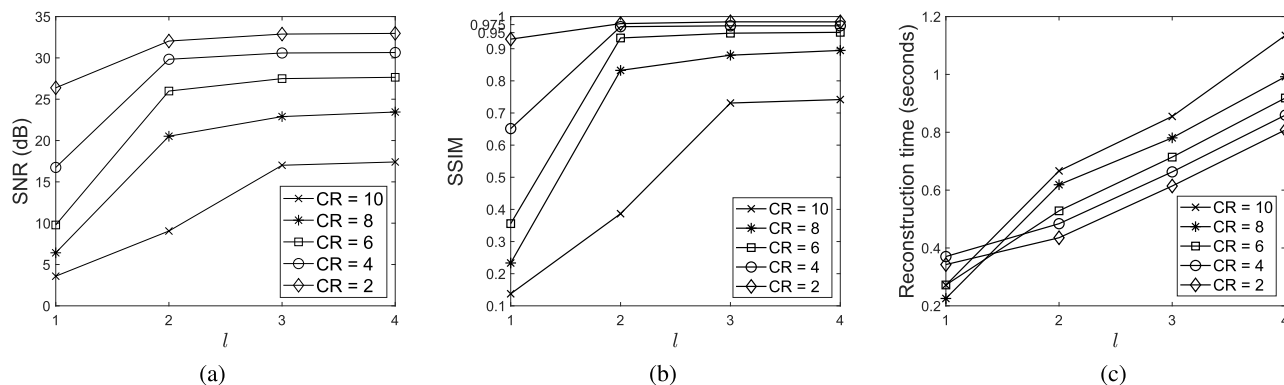 35
30
25
20
15
10
5
0
SNR (dB)
1 2 3 4
l
CR = 10
CR = 8
CR = 6
CR = 4
CR = 2
(a)
1
0.975
0.95
0.9
0.8
0.7
0.6
0.5
0.4
0.3
0.2
0.1
SSIM
1 2 3 4
l
CR = 10
CR = 8
CR = 6
CR = 4
CR = 2
(b)
1.2
1
0.8
0.6
0.4
0.2
Reconstruction time (seconds)
1 2 3 4
l
CR = 10
CR = 8
CR = 6
CR = 4
CR = 2
(c)